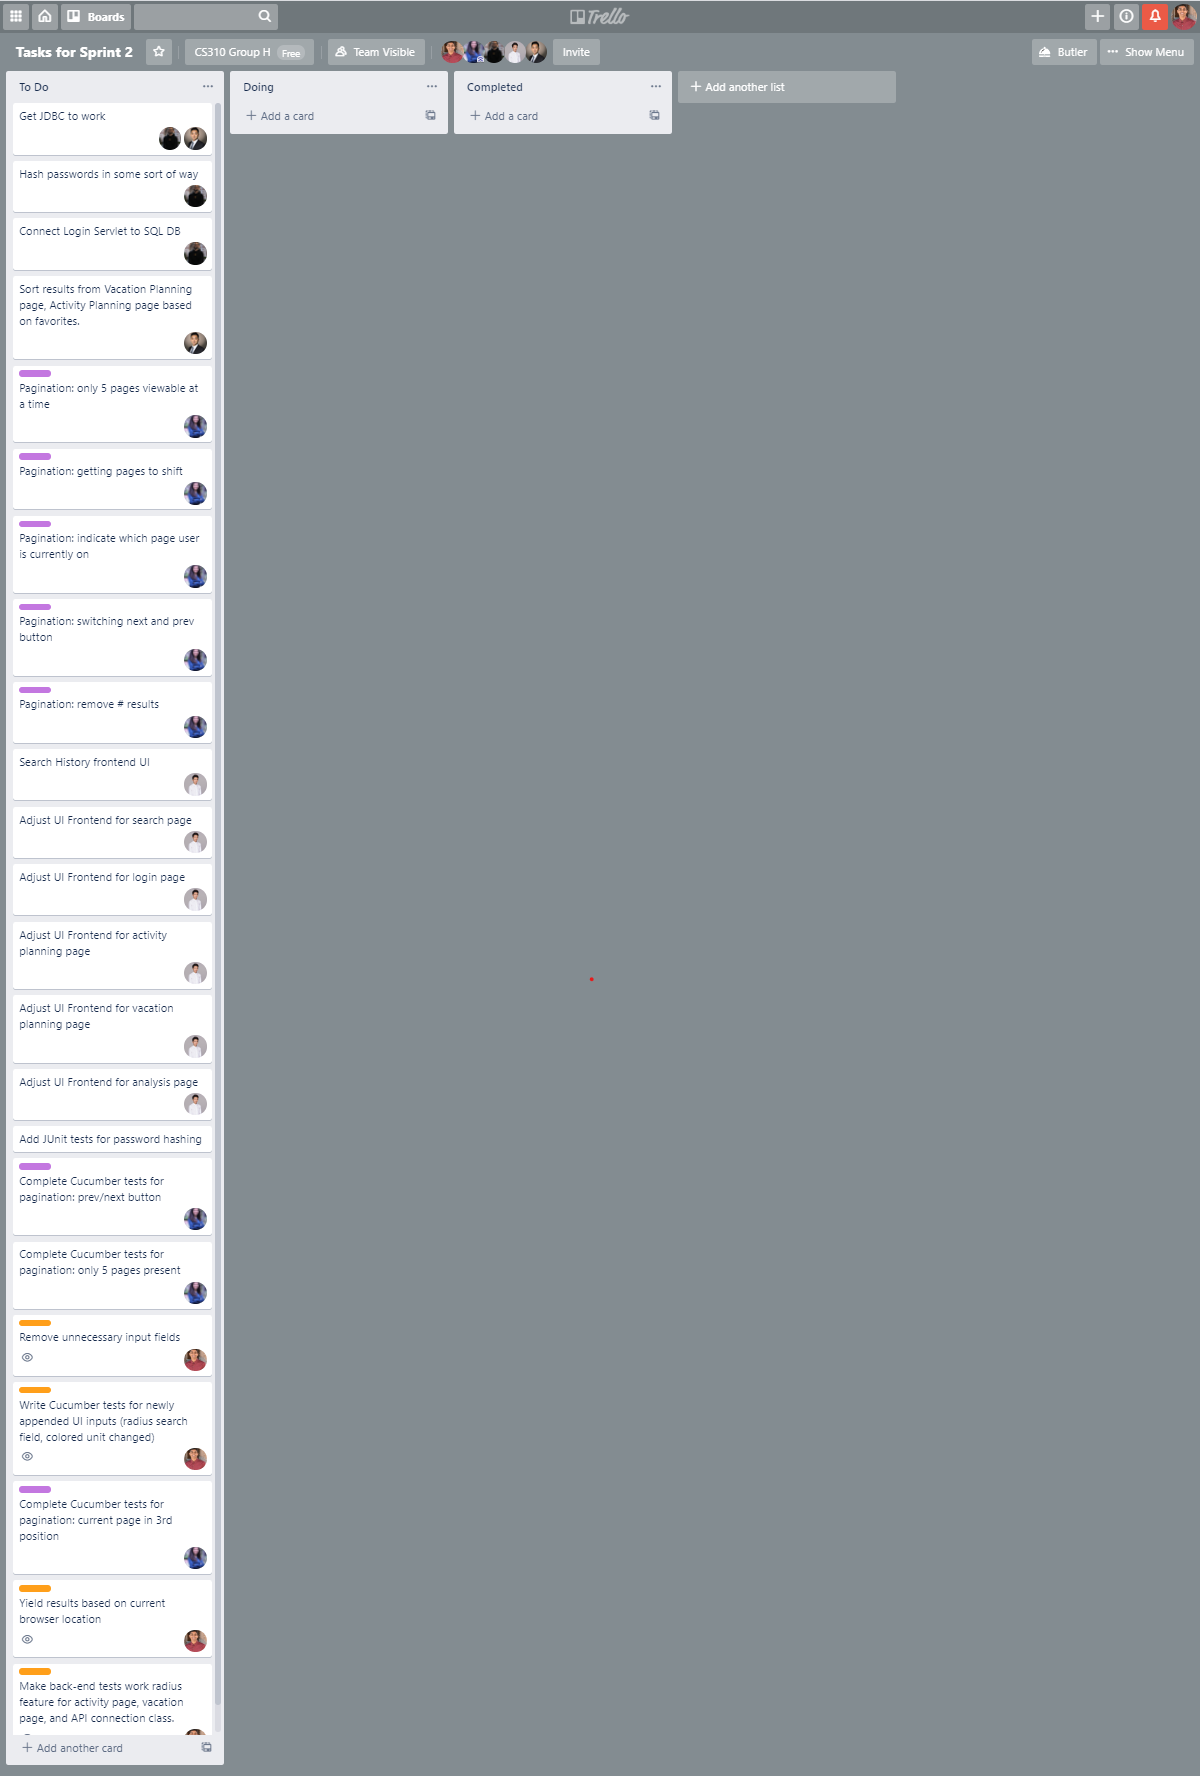 Boards
Trello
Tasks for Sprint 2
CS310 Group H Free
Team Visible
Invite
Butler
Show Menu
To Do
Get JDBC to work
Hash passwords in some sort of way
Connect Login Servlet to SQL DB
Sort results from Vacation Planning
page, Activity Planning page based
on favorites.
Pagination: only 5 pages viewable at
a time
Pagination: getting pages to shift
Pagination: indicate which page user
is currently on
Pagination: switching next and prev
button
Pagination: remove # results
Search History frontend UI
Adjust UI Frontend for search page
Adjust UI Frontend for login page
Adjust UI Frontend for activity
planning page
Adjust UI Frontend for vacation
planning page
Adjust UI Frontend for analysis page
Add JUnit tests for password hashing
Complete Cucumber tests for
pagination: prev/next button
Complete Cucumber tests for
pagination: only 5 pages present
Remove unnecessary input fields
Write Cucumber tests for newly
appended UI inputs (radius search
field, colored unit changed)
Complete Cucumber tests for
pagination: current page in 3rd
position
Yield results based on current
browser location
Make back-end tests work radius
feature for activity page, vacation
page, and API connection class.
+ Add another card
Doing
+ Add a card
Completed
+ Add a card
+ Add another list